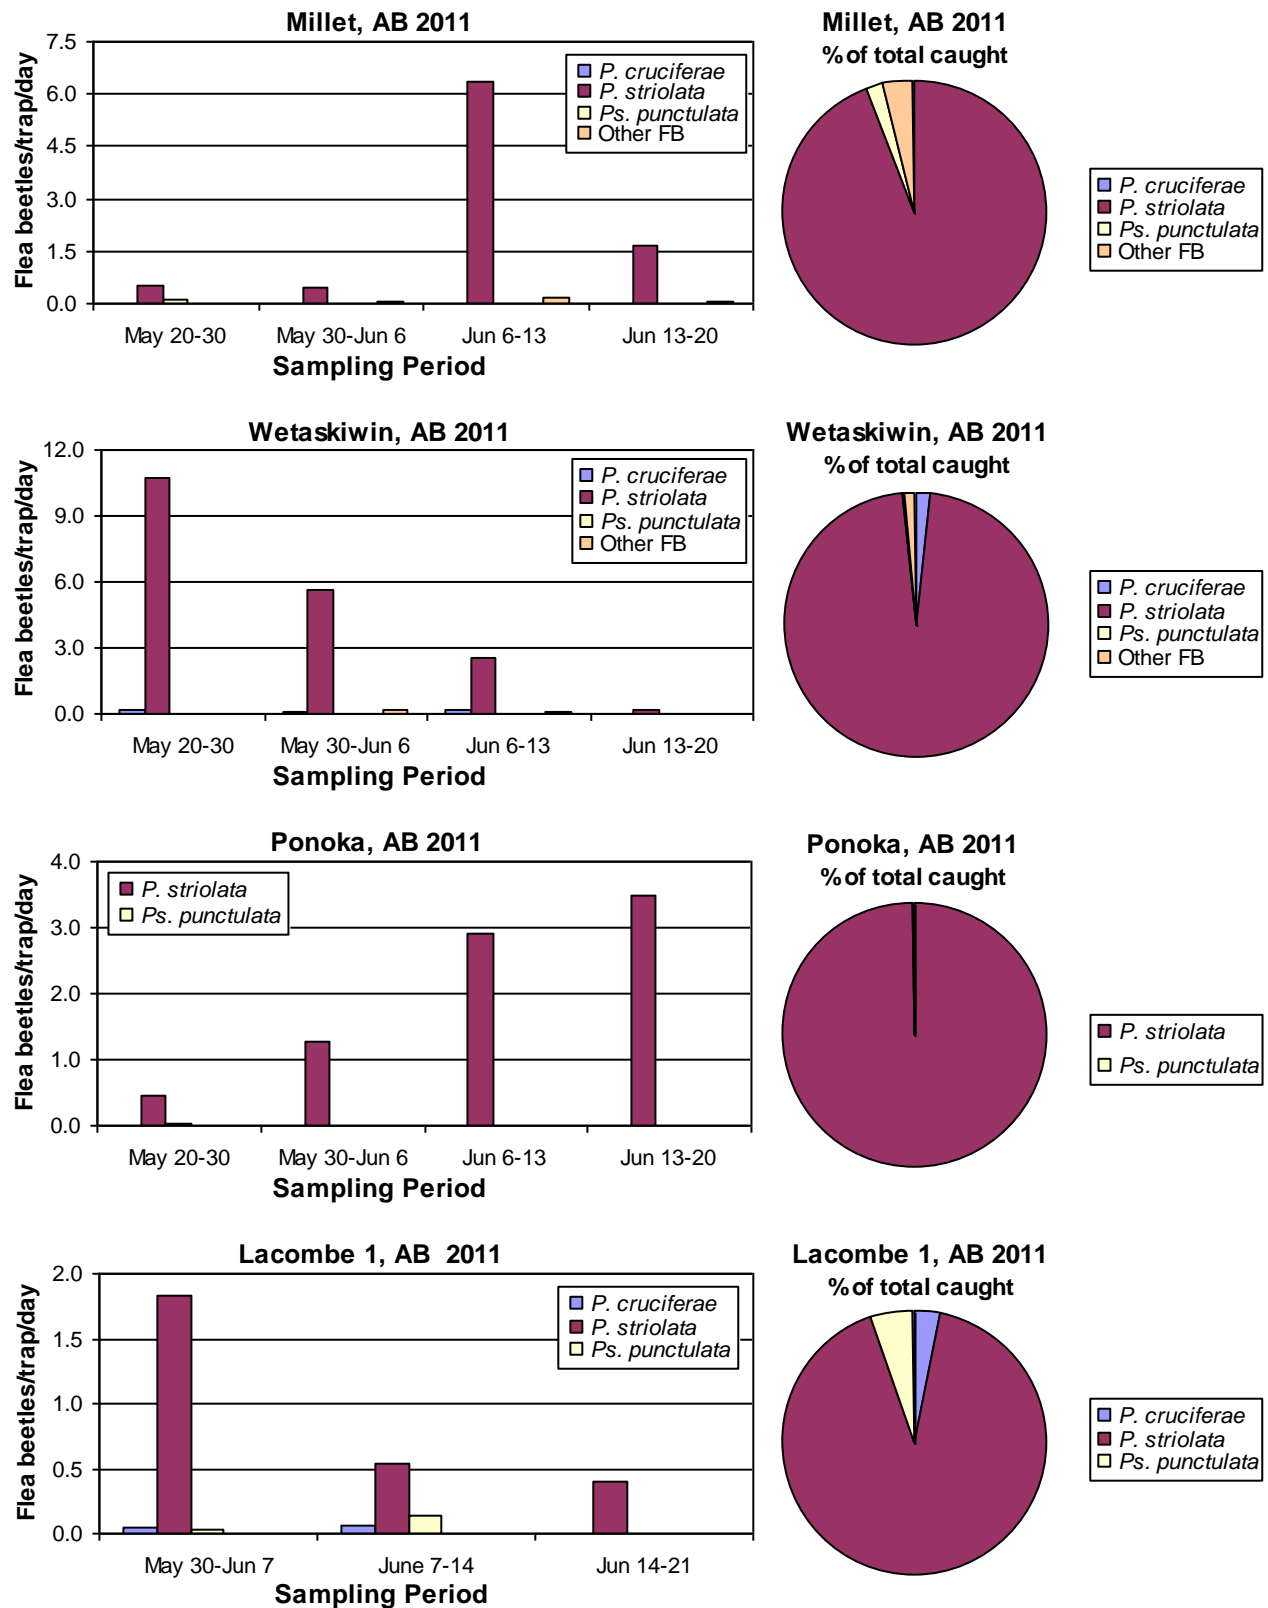 Millet, AB 2011
Flea beetles/trap/day
7.5
6.0
4.5
3.0
1.5
0.0
P. cruciferae
P. striolata
Ps. punctulata
Other FB
May 20-30
May 30-Jun 6
Jun 6-13
Jun 13-20
Sampling Period
Millet, AB 2011
% of total caught
P. cruciferae
P. striolata
Ps. punctulata
Other FB
Wetaskiwin, AB 2011
Flea beetles/trap/day
12.0
9.0
6.0
3.0
0.0
P. cruciferae
P. striolata
Ps. punctulata
Other FB
May 20-30
May 30-Jun 6
Jun 6-13
Jun 13-20
Sampling Period
Wetaskiwin, AB 2011
% of total caught
P. cruciferae
P. striolata
Ps. punctulata
Other FB
Ponoka, AB 2011
Flea beetles/trap/day
4.0
3.0
2.0
1.0
0.0
P. striolata
Ps. punctulata
May 20-30
May 30-Jun 6
Jun 6-13
Jun 13-20
Sampling Period
Ponoka, AB 2011
% of total caught
P. striolata
Ps. punctulata
Lacombe 1, AB 2011
Flea beetles/trap/day
2.0
1.5
1.0
0.5
0.0
P. cruciferae
P. striolata
Ps. punctulata
May 30-Jun 7
June 7-14
Jun 14-21
Sampling Period
Lacombe 1, AB 2011
% of total caught
P. cruciferae
P. striolata
Ps. punctulata